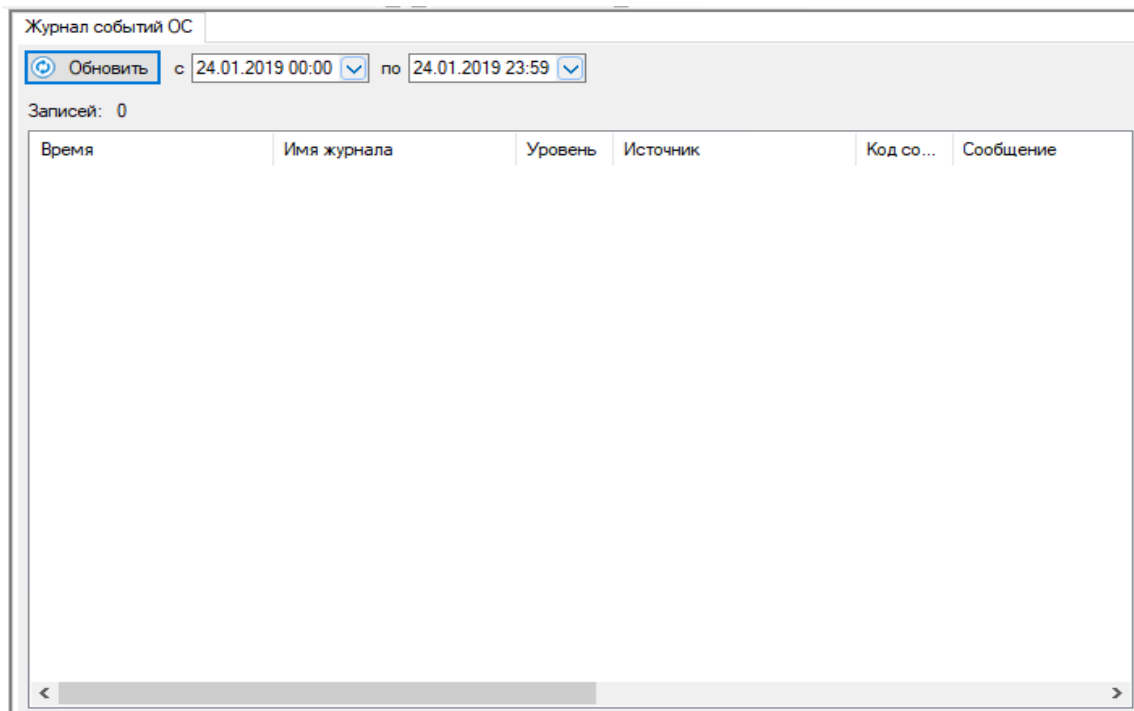 Журнал событий ОС
Обновить с 24.01.2019 00:00 по 24.01.2019 23:59
Записей: 0
Время Имя журнала Уровень Источник Код со... Сообщение